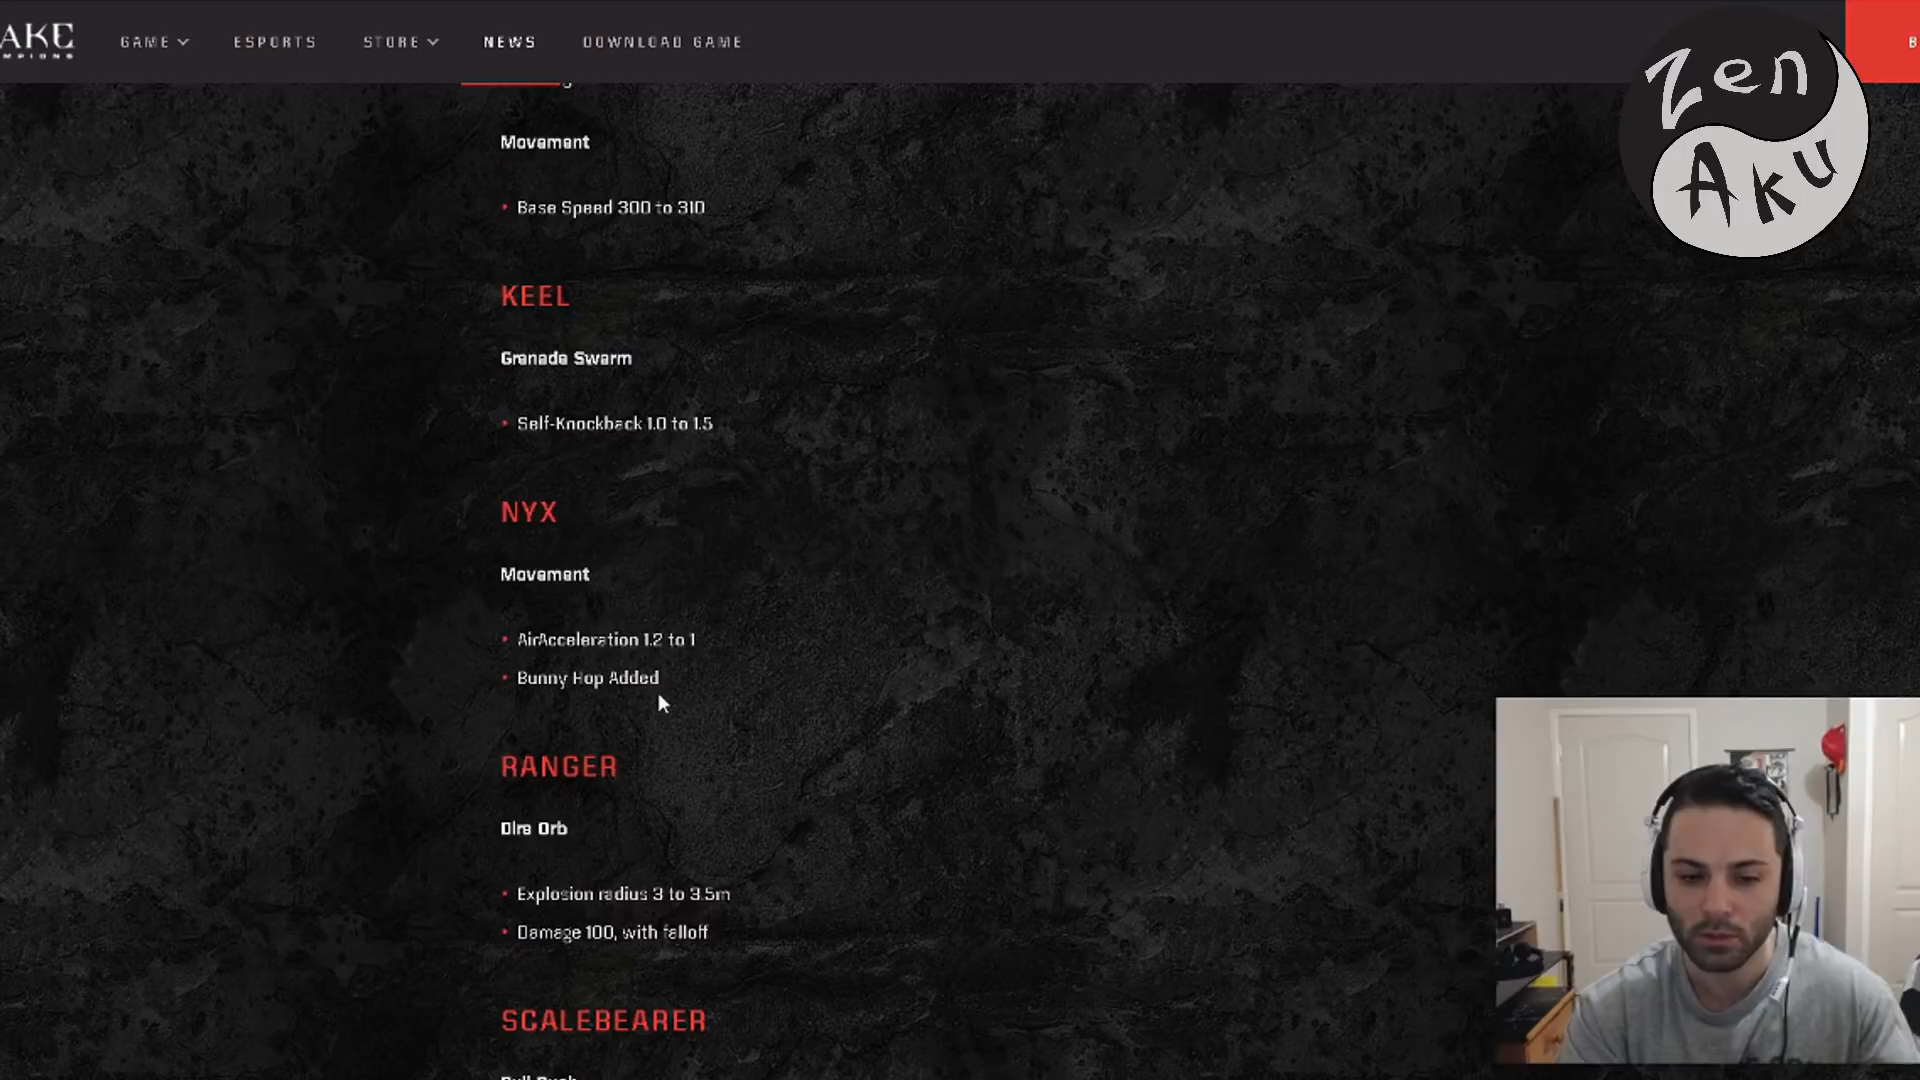 AKE
MPIONS
GAME
ESPORTS
STORE
NEWS
DOWNLOAD GAME
B
Zen
Aku
Movement
• Base Speed 300 to 310
KEEL
Grenade Swarm
• Self-Knockback 1.0 to 1.5
NYX
Movement
• AirAcceleration 1.2 to 1
• Bunny Hop Added
RANGER
Dire Orb
• Explosion radius 3 to 3.5m
• Damage 100, with falloff
SCALEBEARER